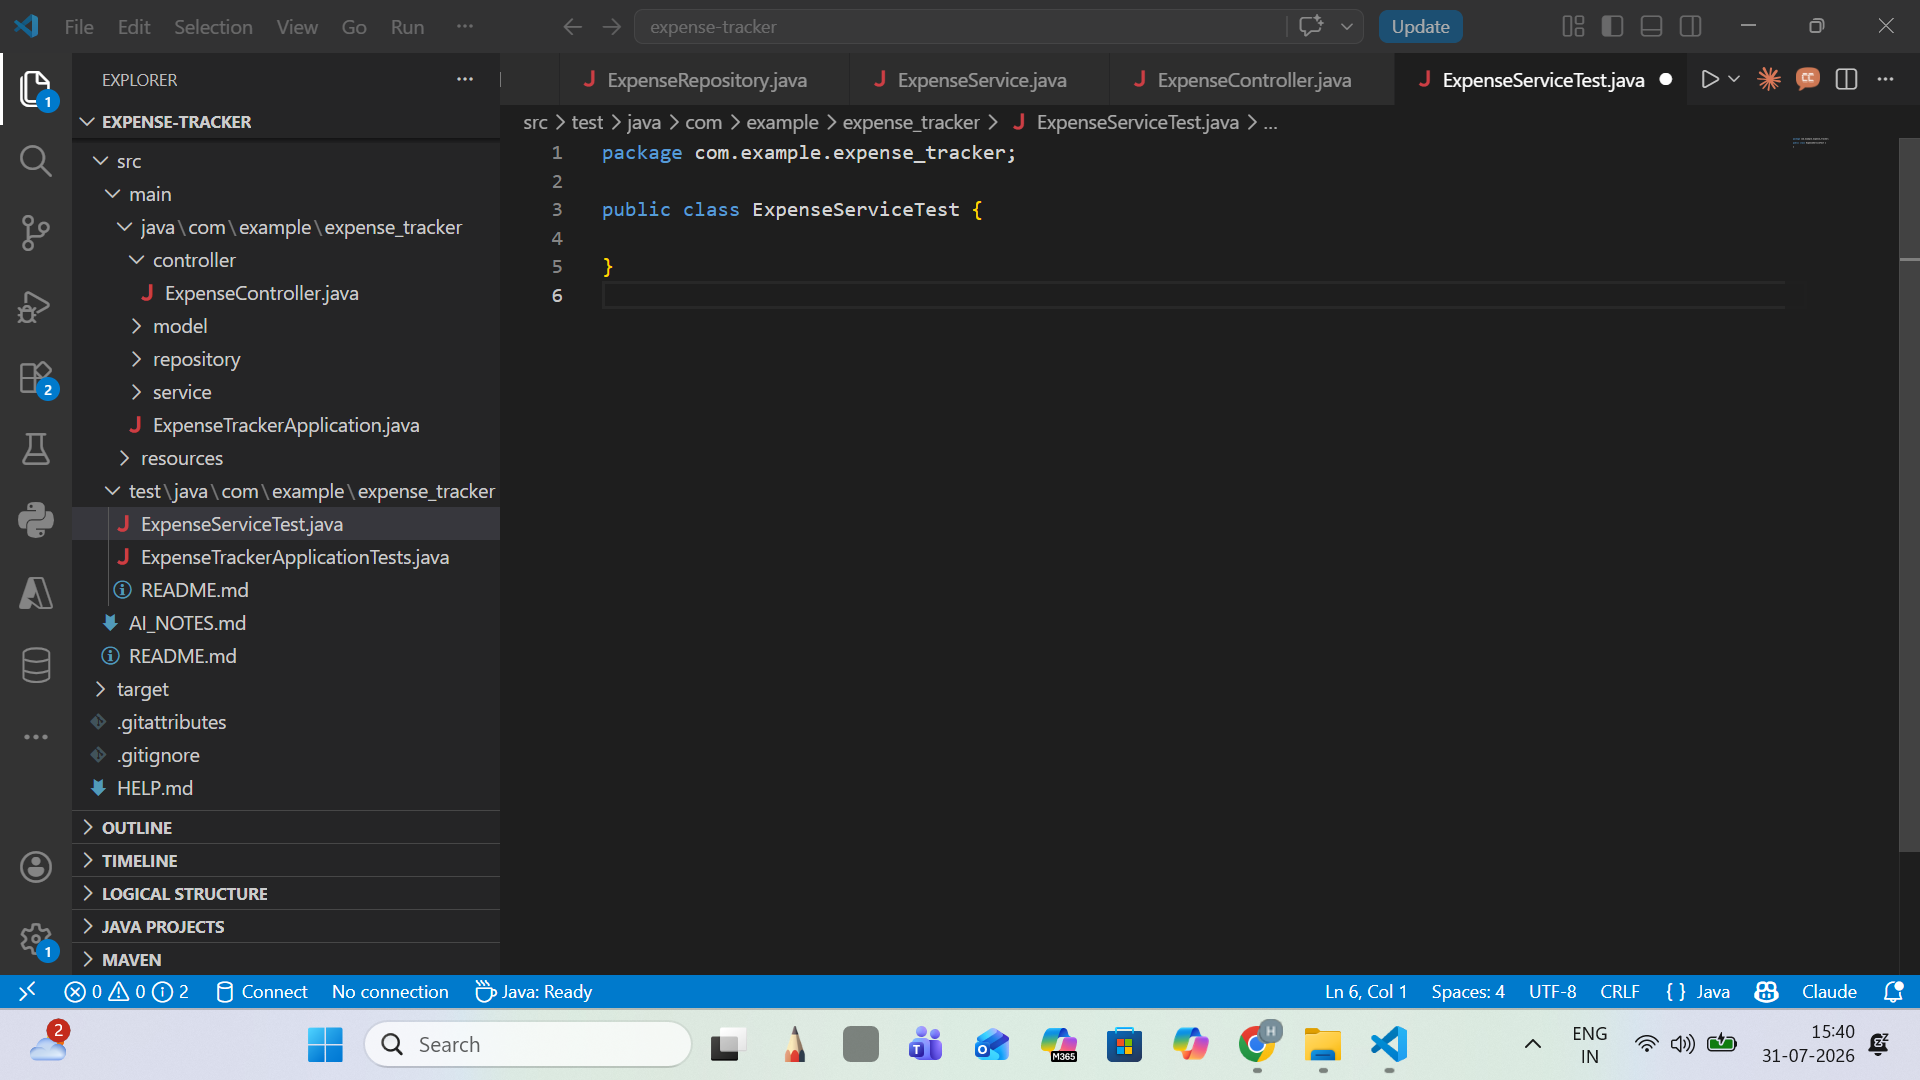 File Edit Selection View Go Run ...
expense-tracker
Update
EXPLORER
ExpenseRepository.java
ExpenseService.java
ExpenseController.java
ExpenseServiceTest.java
EXPENSE-TRACKER
src > test > java > com > example > expense_tracker > ExpenseServiceTest.java > ...
src
main
java\com\example\expense_tracker
controller
ExpenseController.java
model
repository
service
ExpenseTrackerApplication.java
resources
test\java\com\example\expense_tracker
ExpenseServiceTest.java
ExpenseTrackerApplicationTests.java
README.md
AI_NOTES.md
README.md
target
.gitattributes
.gitignore
HELP.md
OUTLINE
TIMELINE
LOGICAL STRUCTURE
JAVA PROJECTS
MAVEN
1
2
1
1 package com.example.expense_tracker;
2
3 public class ExpenseServiceTest {
4
5 }
6
0 0 2 Connect No connection Java: Ready
Ln 6, Col 1 Spaces: 4 UTF-8 CRLF { } Java Claude
2
Search
M365
H
ENG
IN
15:40
31-07-2026